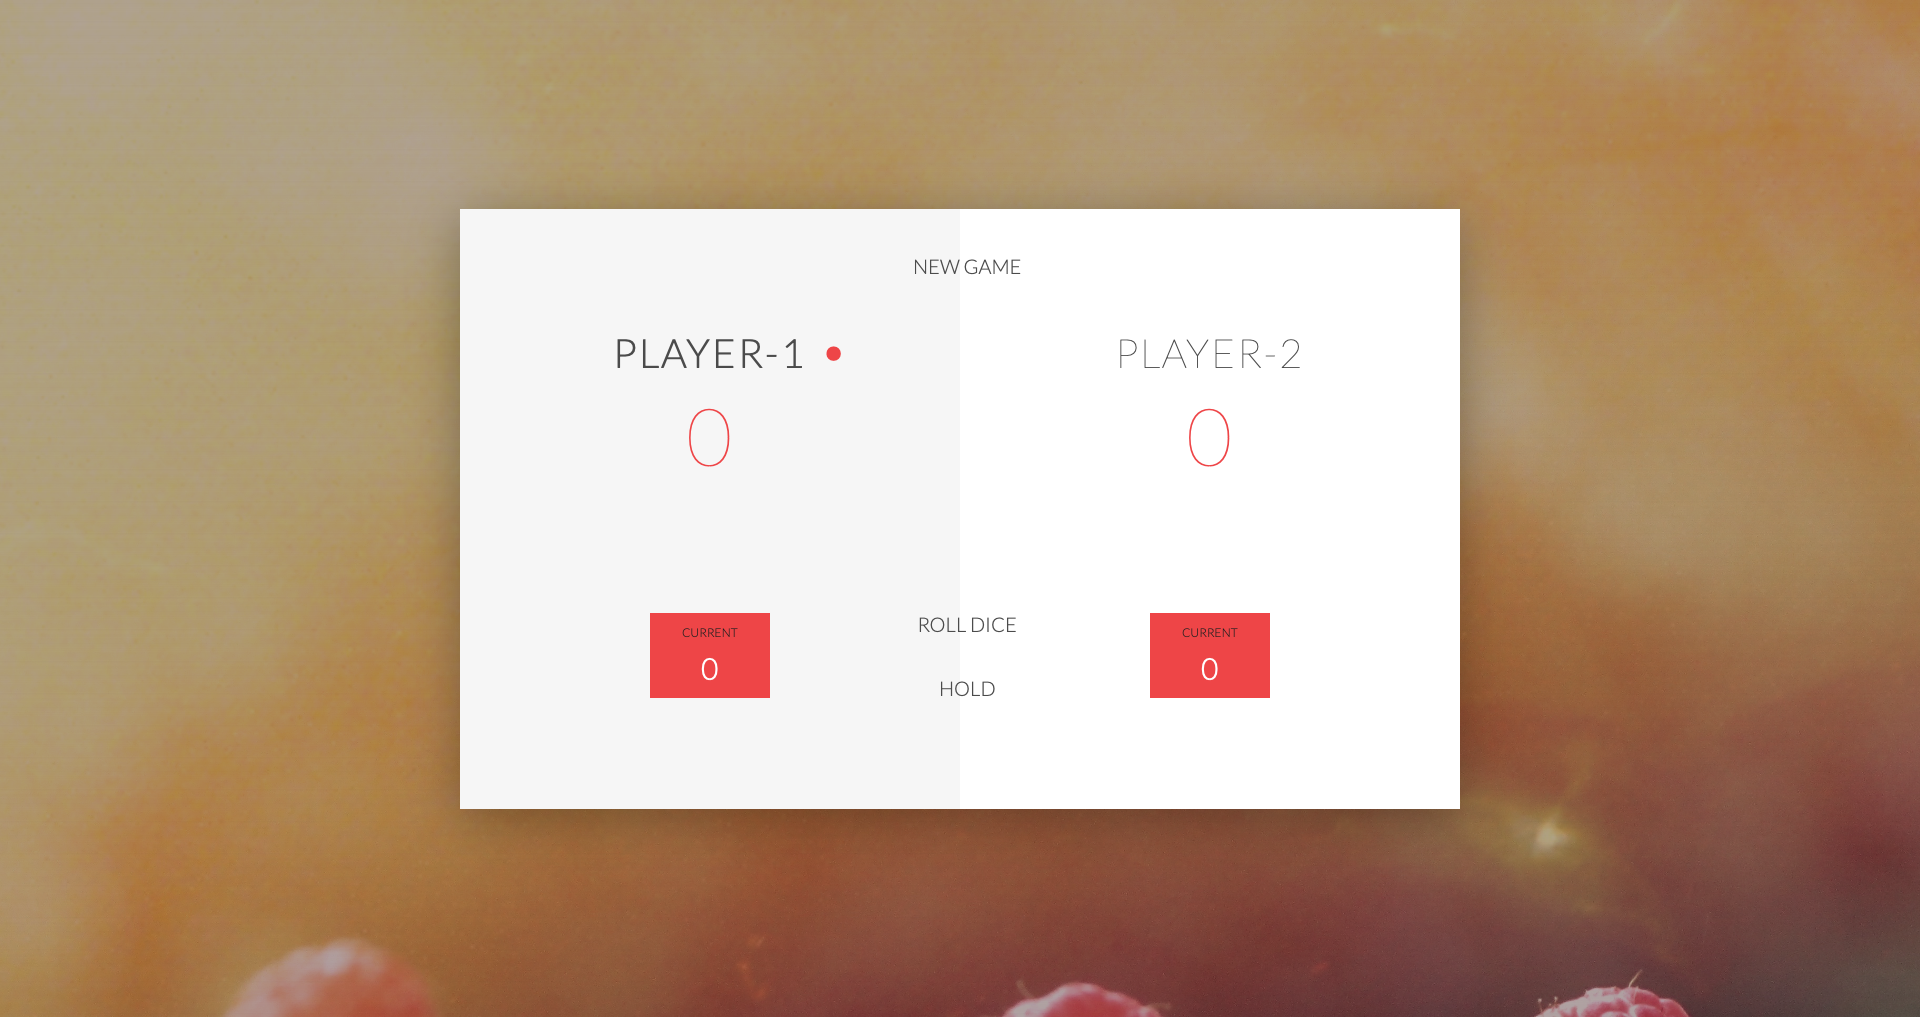 NEW GAME
PLAYER-1
PLAYER-2
0
0
CURRENT
0
ROLL DICE
HOLD
CURRENT
0